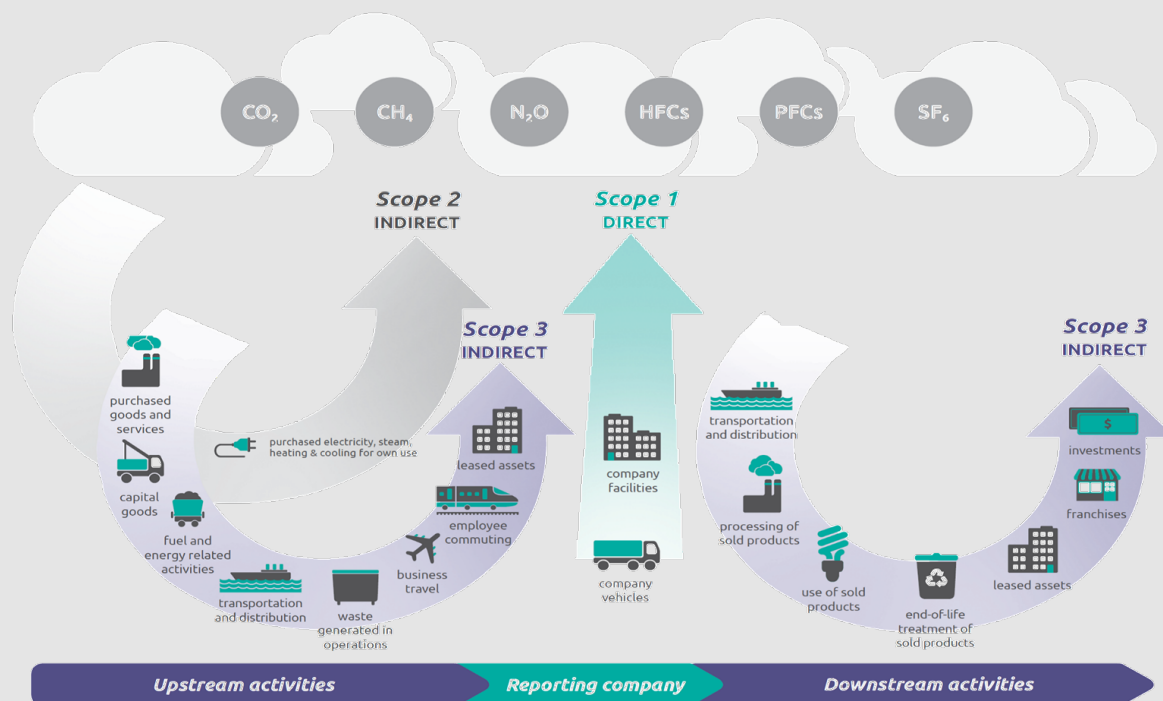 CO₂
CH₄
N₂O
HFCs
PFCs
SF₆
Scope 2
INDIRECT
Scope 1
DIRECT
Scope 3
INDIRECT
Scope 3
INDIRECT
purchased
goods and
services
capital
goods
fuel and
energy related
activities
transportation
and distribution
waste
generated in
operations
business
travel
employee
commuting
leased assets
purchased electricity, steam,
heating & cooling for own use
company
facilities
company
vehicles
transportation
and distribution
processing of
sold products
use of sold
products
end-of-life
treatment of
sold products
leased assets
franchises
$
investments
Upstream activities
Reporting company
Downstream activities